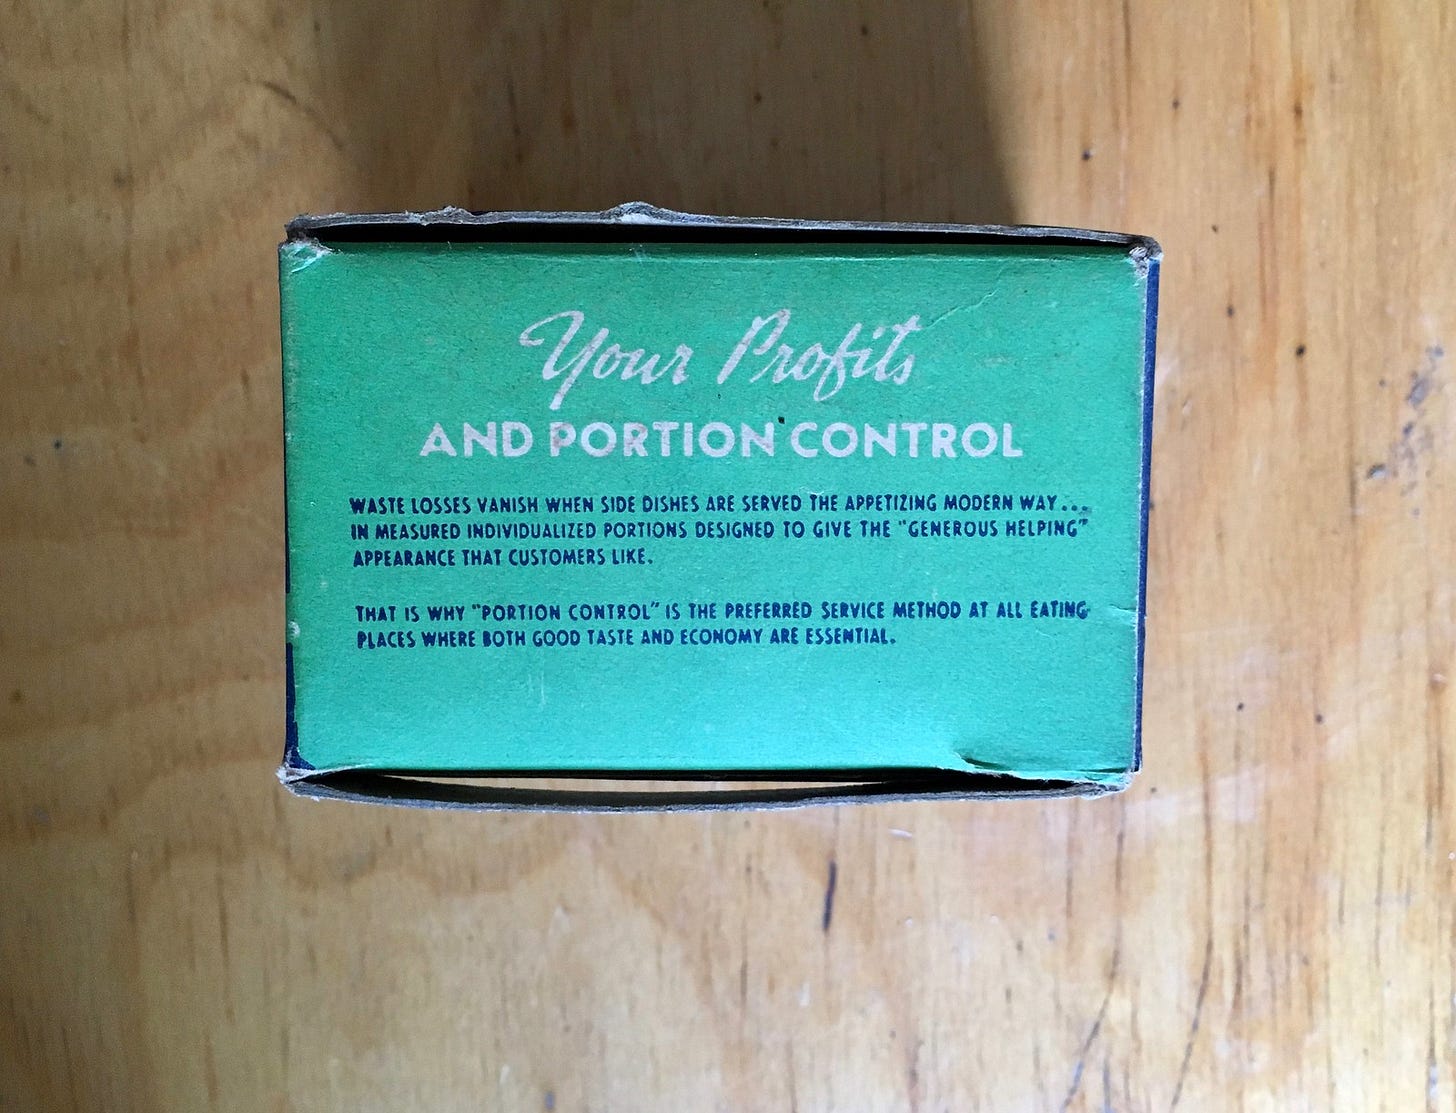 Your Profits
AND PORTION CONTROL
WASTE LOSSES VANISH WHEN SIDE DISHES ARE SERVED THE APPETIZING MODERN WAY...
IN MEASURED INDIVIDUALIZED PORTIONS DESIGNED TO GIVE THE "GENEROUS HELPING"
APPEARANCE THAT CUSTOMERS LIKE.
THAT IS WHY "PORTION CONTROL" IS THE PREFERRED SERVICE METHOD AT ALL EATING
PLACES WHERE BOTH GOOD TASTE AND ECONOMY ARE ESSENTIAL.